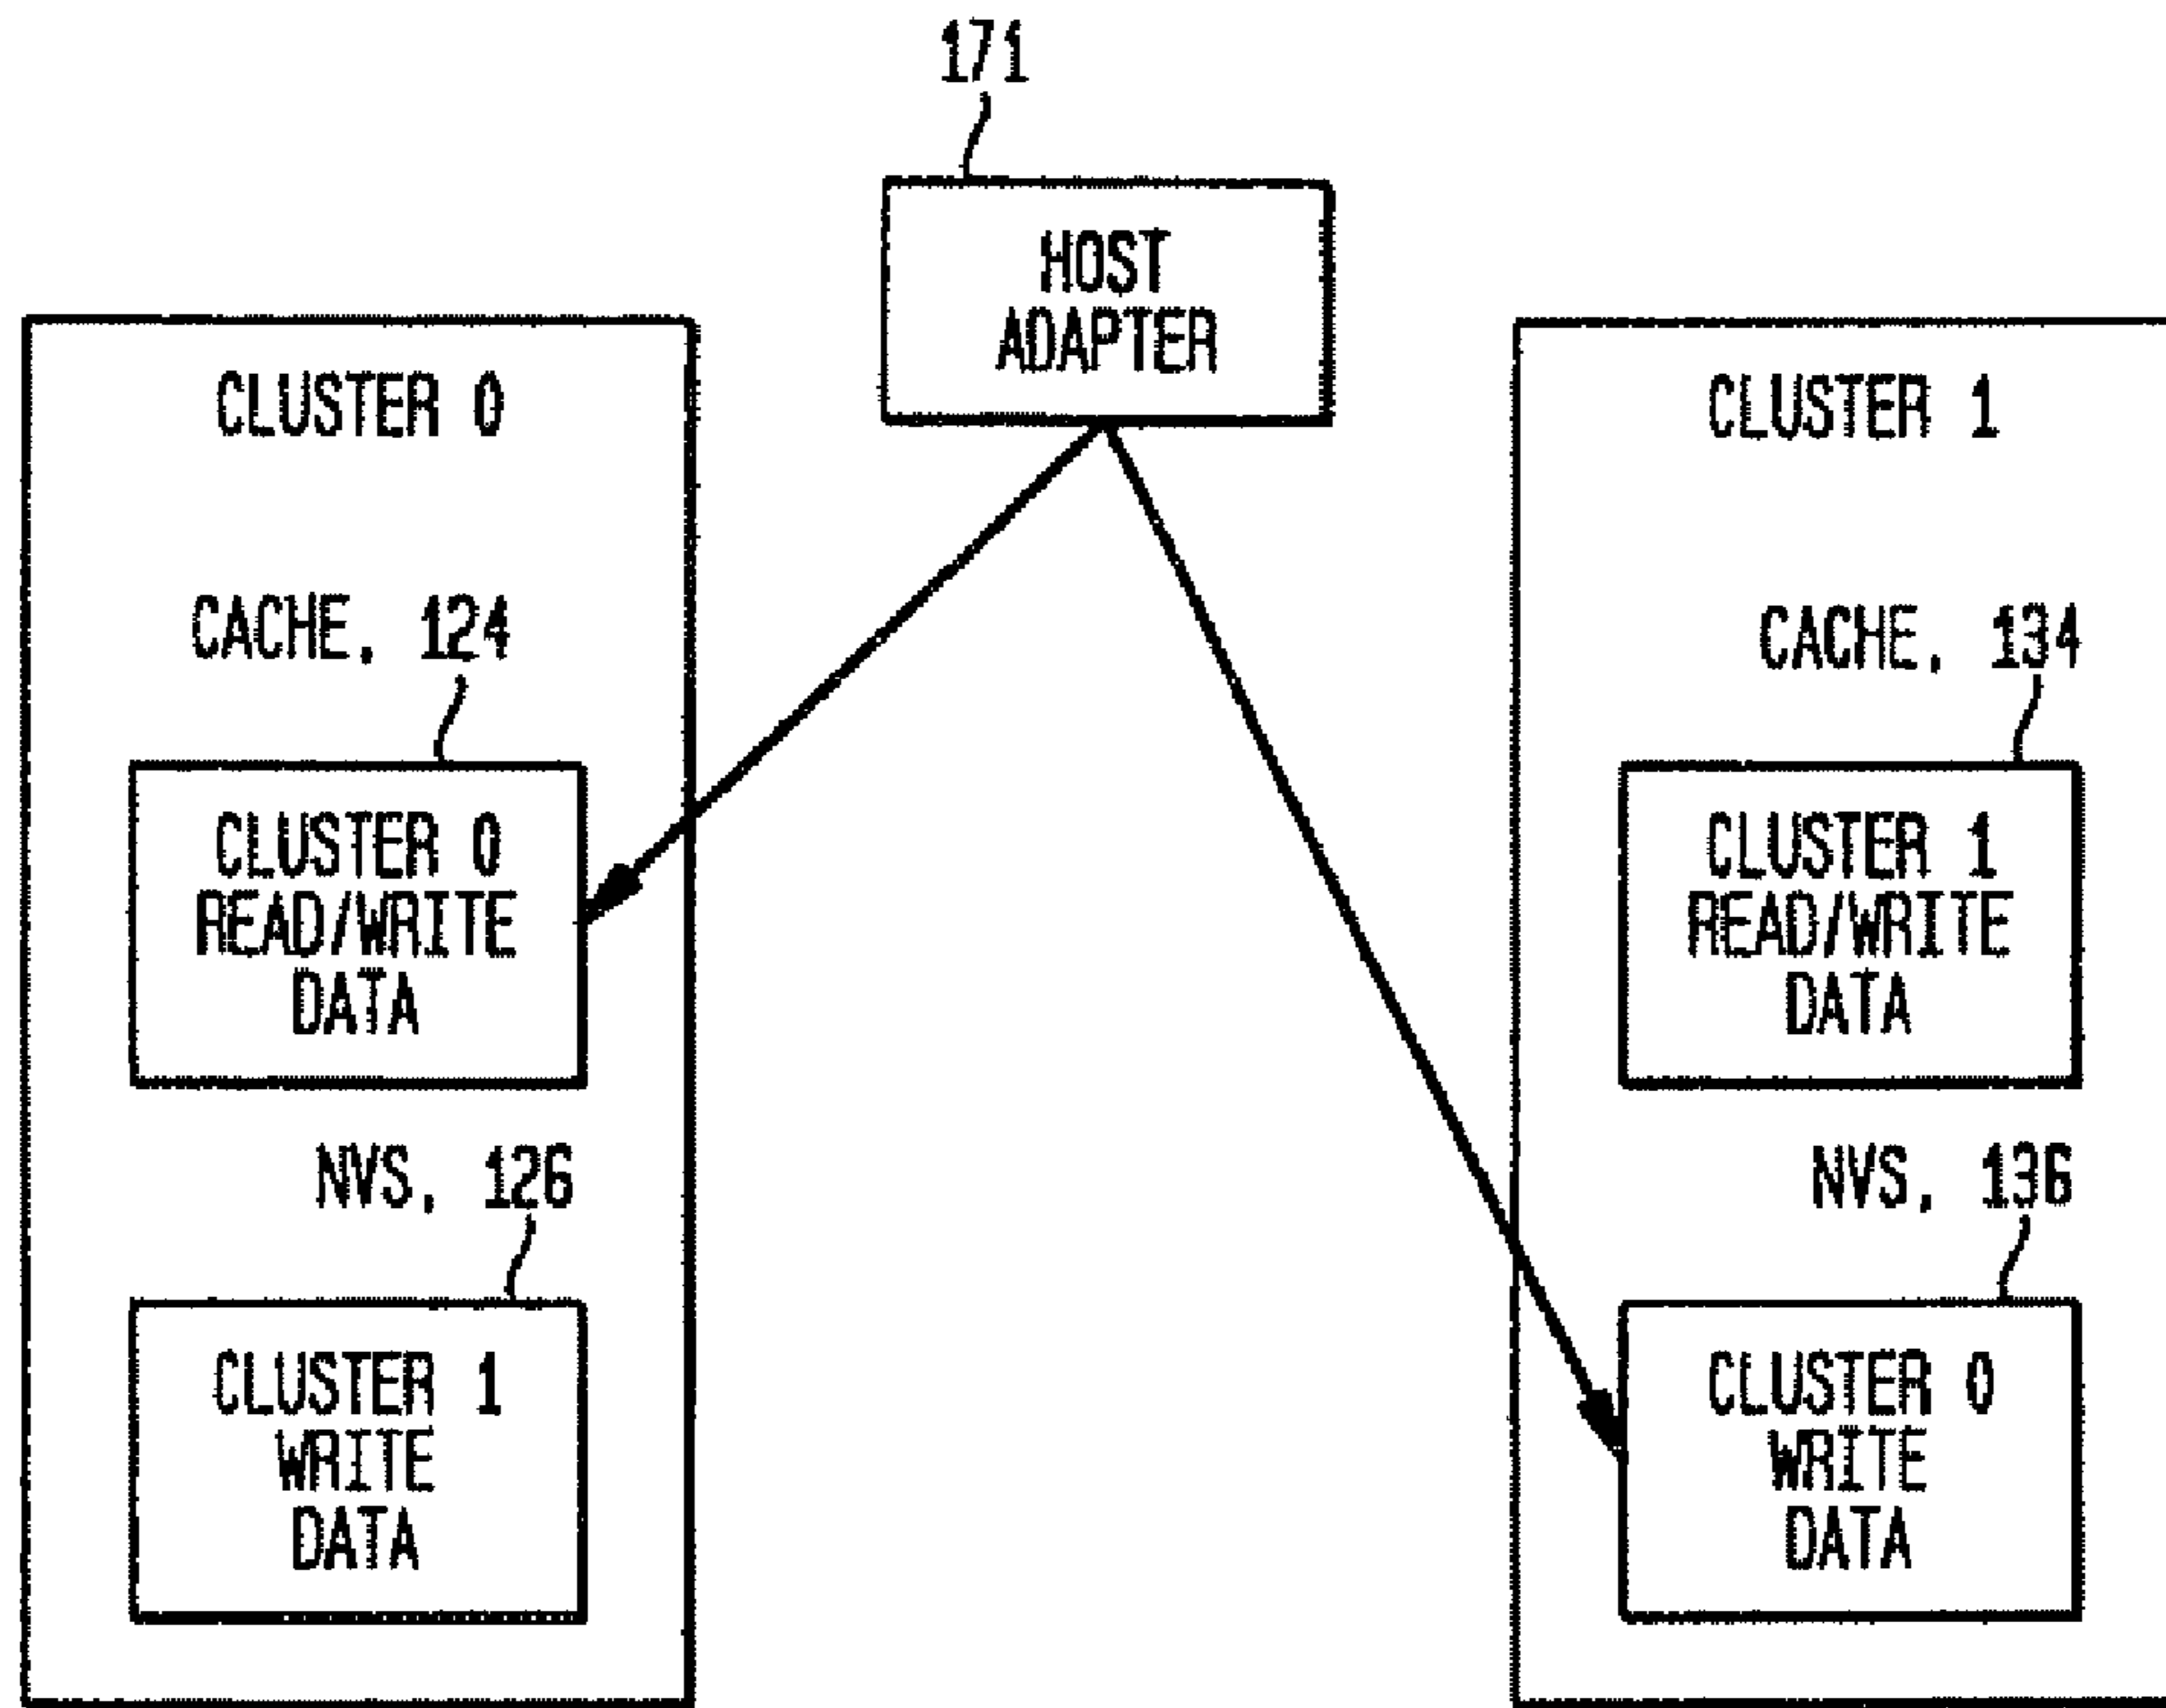 171
HOST
ADAPTER
CLUSTER 0
CACHE, 124
CLUSTER 0
READ/WRITE
DATA
NVS, 126
CLUSTER 1
WRITE
DATA
CLUSTER 1
CACHE, 134
CLUSTER 1
READ/WRITE
DATA
NVS, 136
CLUSTER 0
WRITE
DATA